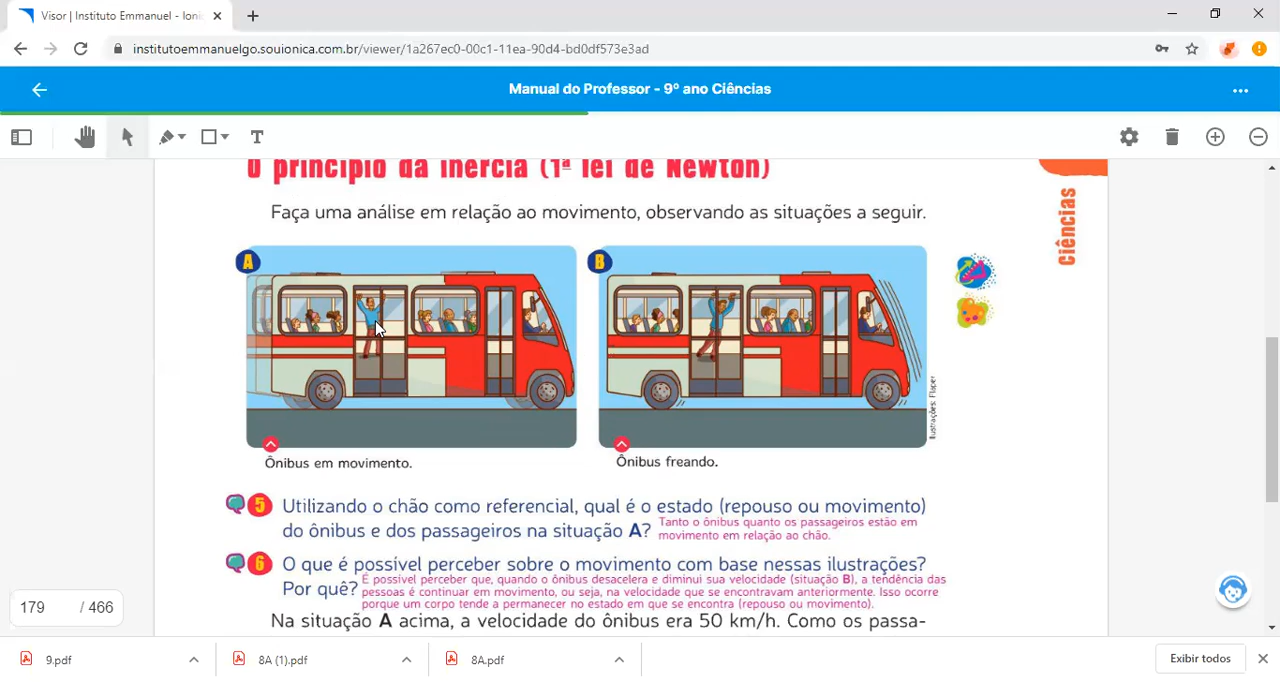 Visor | Instituto Emmanuel - Ionic
institutoemmanuelgo.souionica.com.br/viewer/1a267ec0-00c1-11ea-90d4-bd0df573e3ad
Manual do Professor - 9º ano Ciências
O princípio da inércia (1ª lei de Newton)
Ciências
Faça uma análise em relação ao movimento, observando as situações a seguir.
A
B
Ilustrações: Flaper
Ônibus em movimento.
Ônibus freando.
5 Utilizando o chão como referencial, qual é o estado (repouso ou movimento)
do ônibus e dos passageiros na situação A? Tanto o ônibus quanto os passageiros estão em
movimento em relação ao chão.
6 O que é possível perceber sobre o movimento com base nessas ilustrações?
Por quê? É possível perceber que, quando o ônibus desacelera e diminui sua velocidade (situação B), a tendência das
pessoas é continuar em movimento, ou seja, na velocidade que se encontravam anteriormente. Isso ocorre
porque um corpo tende a permanecer no estado em que se encontra (repouso ou movimento).
Na situação A acima, a velocidade do ônibus era 50 km/h. Como os passa-
179 / 466
9.pdf
8A (1).pdf
8A.pdf
Exibir todos